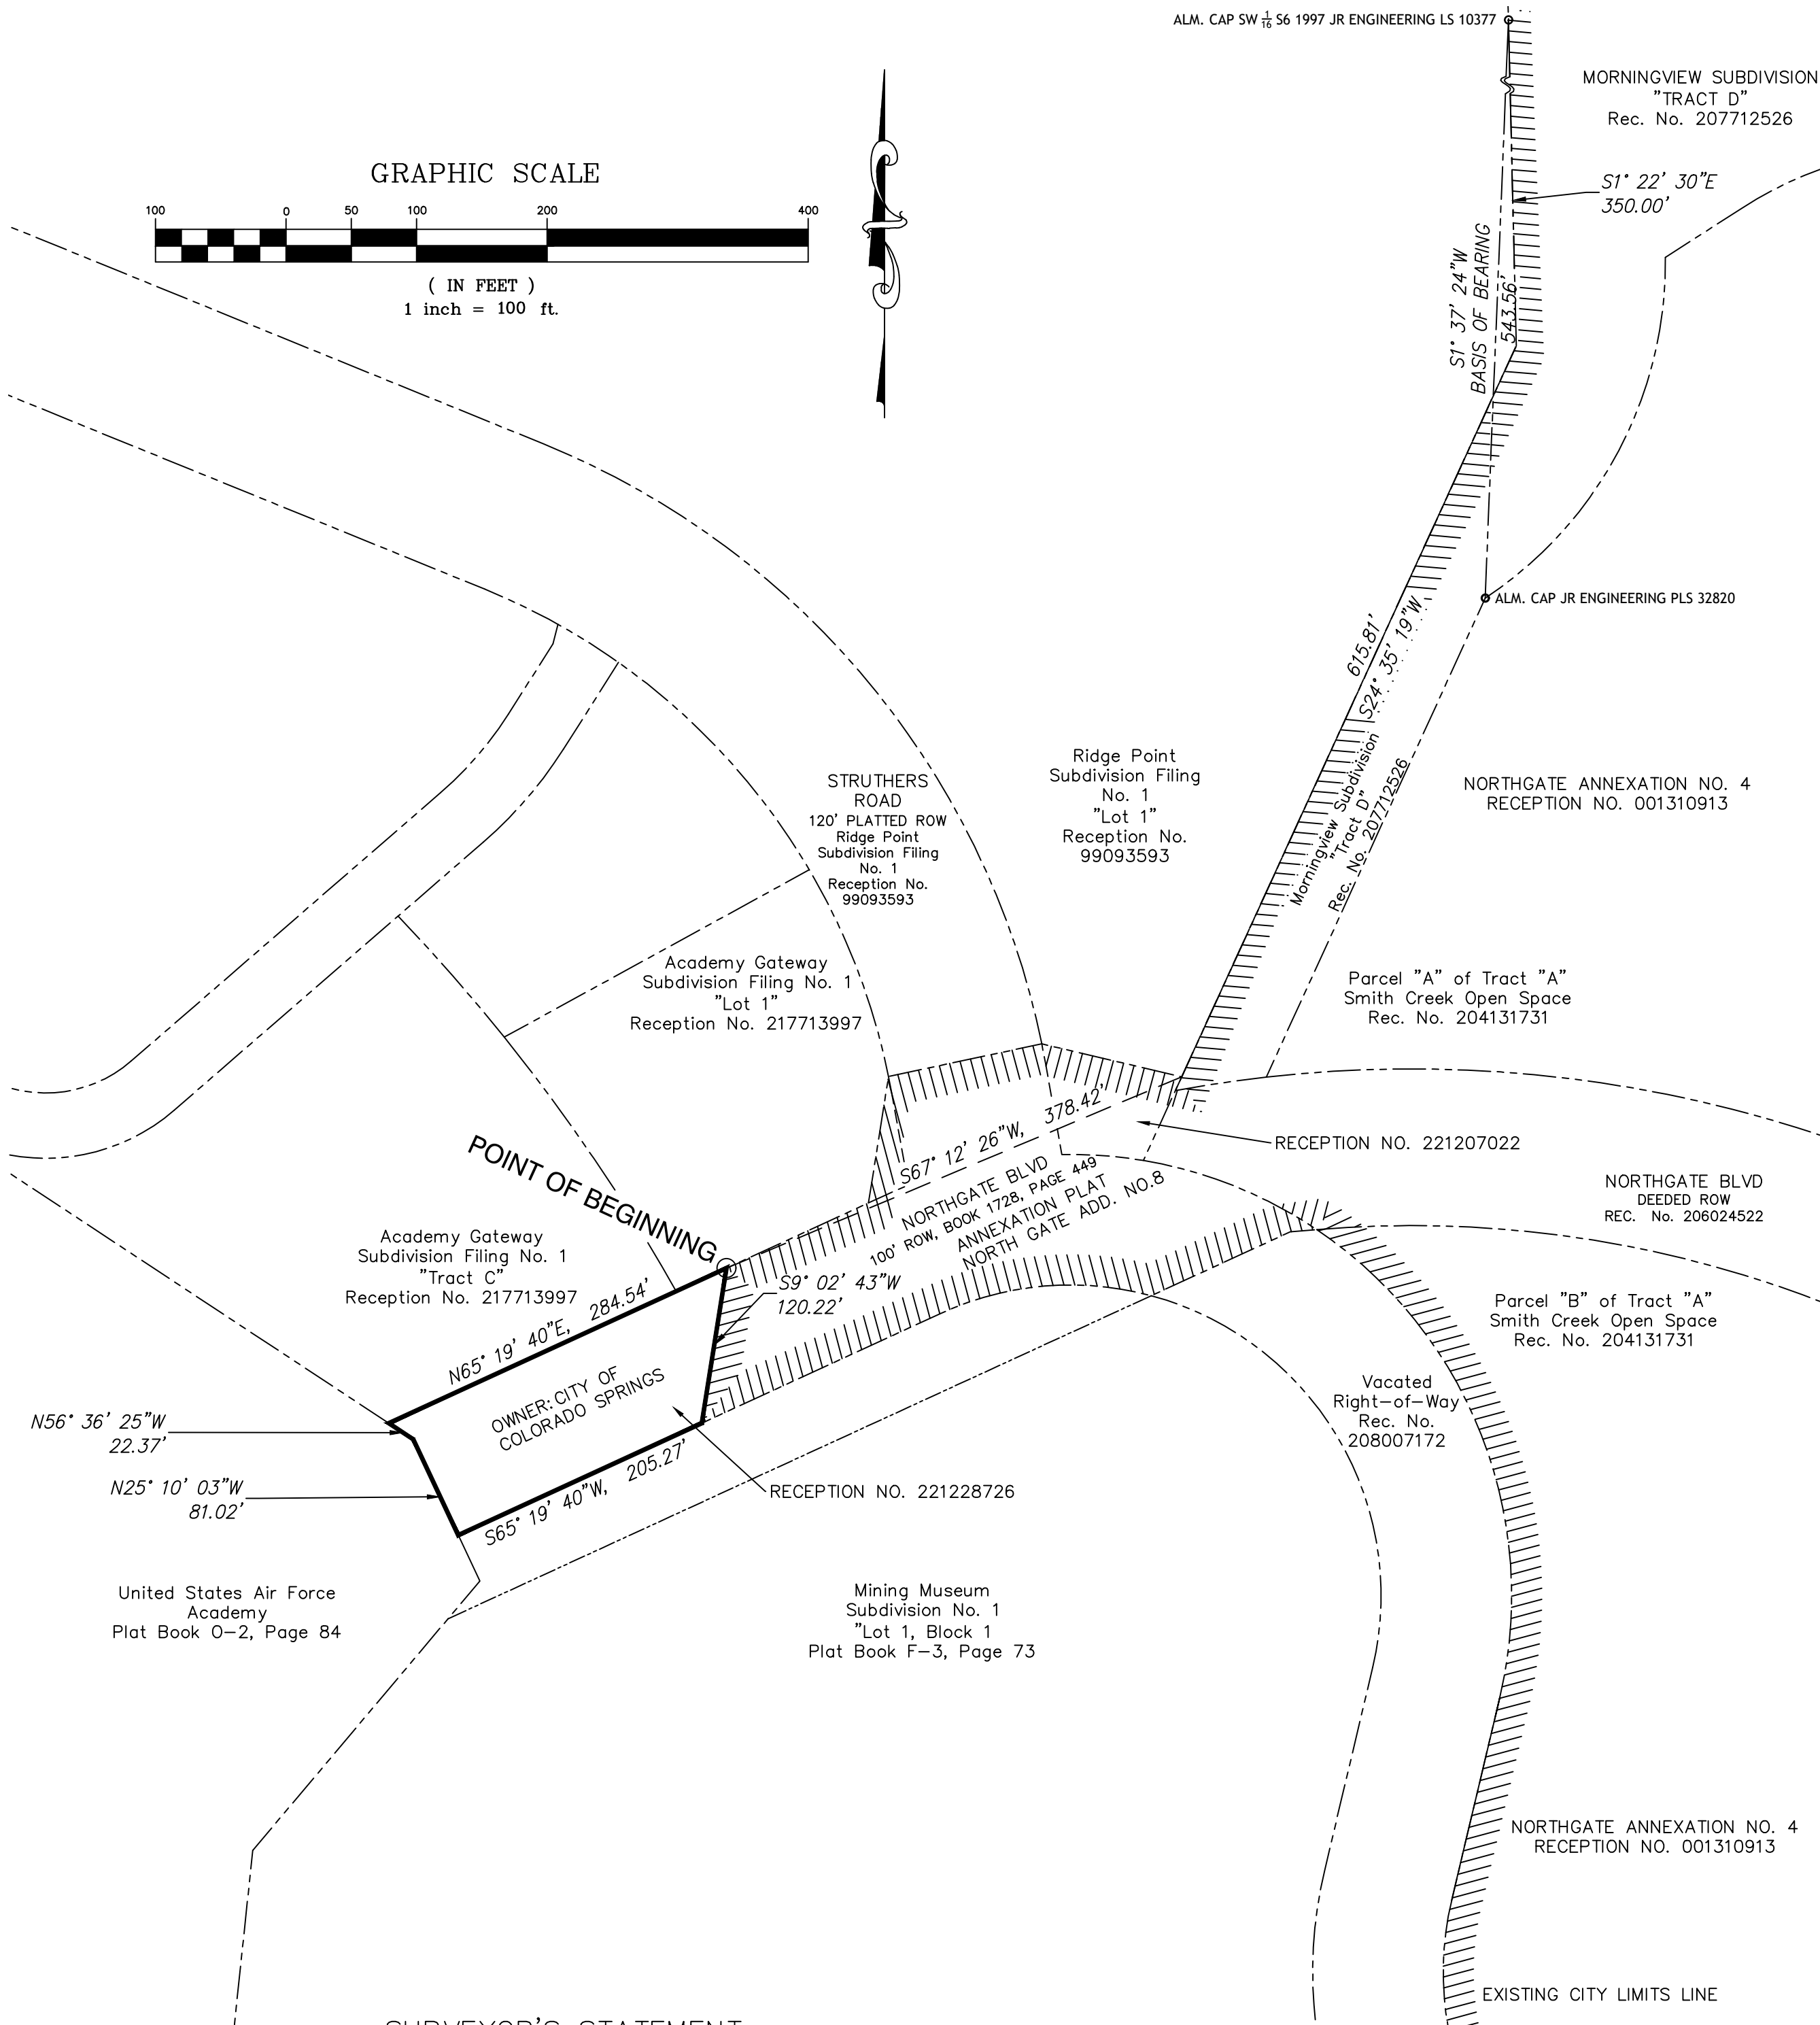 ALM. CAP SW 1/16 S6 1997 JR ENGINEERING LS 10377
MORNINGVIEW SUBDIVISION
"TRACT D"
Rec. No. 207712526
GRAPHIC SCALE
100 0 50 100 200 400
( IN FEET )
1 inch = 100 ft.
S1° 22' 30"E
350.00'
S1° 37' 24"W
BASIS OF BEARING
543.56'
ALM. CAP JR ENGINEERING PLS 32820
615.81'
S24° 35' 19"W
Morningview Subdivision
"Tract D"
Rec. No. 207712526
Ridge Point
Subdivision Filing
No. 1
"Lot 1"
Reception No.
99093593
STRUTHERS
ROAD
120' PLATTED ROW
Ridge Point
Subdivision Filing
No. 1
Reception No.
99093593
NORTHGATE ANNEXATION NO. 4
RECEPTION NO. 001310913
Academy Gateway
Subdivision Filing No. 1
"Lot 1"
Reception No. 217713997
Parcel "A" of Tract "A"
Smith Creek Open Space
Rec. No. 204131731
S67° 12' 26"W, 378.42'
RECEPTION NO. 221207022
NORTHGATE BLVD
100' ROW, BOOK 1728, PAGE 449
ANNEXATION PLAT
NORTH GATE ADD. NO.8
NORTHGATE BLVD
DEEDED ROW
REC. No. 206024522
POINT OF BEGINNING
Academy Gateway
Subdivision Filing No. 1
"Tract C"
Reception No. 217713997
S9° 02' 43"W
120.22'
N65° 19' 40"E, 284.54'
Parcel "B" of Tract "A"
Smith Creek Open Space
Rec. No. 204131731
OWNER: CITY OF
COLORADO SPRINGS
Vacated
Right-of-Way
Rec. No.
208007172
N56° 36' 25"W
22.37'
N25° 10' 03"W
81.02'
S65° 19' 40"W, 205.27'
RECEPTION NO. 221228726
United States Air Force
Academy
Plat Book O-2, Page 84
Mining Museum
Subdivision No. 1
"Lot 1, Block 1
Plat Book F-3, Page 73
NORTHGATE ANNEXATION NO. 4
RECEPTION NO. 001310913
EXISTING CITY LIMITS LINE
SURVEYOR'S STATEMENT